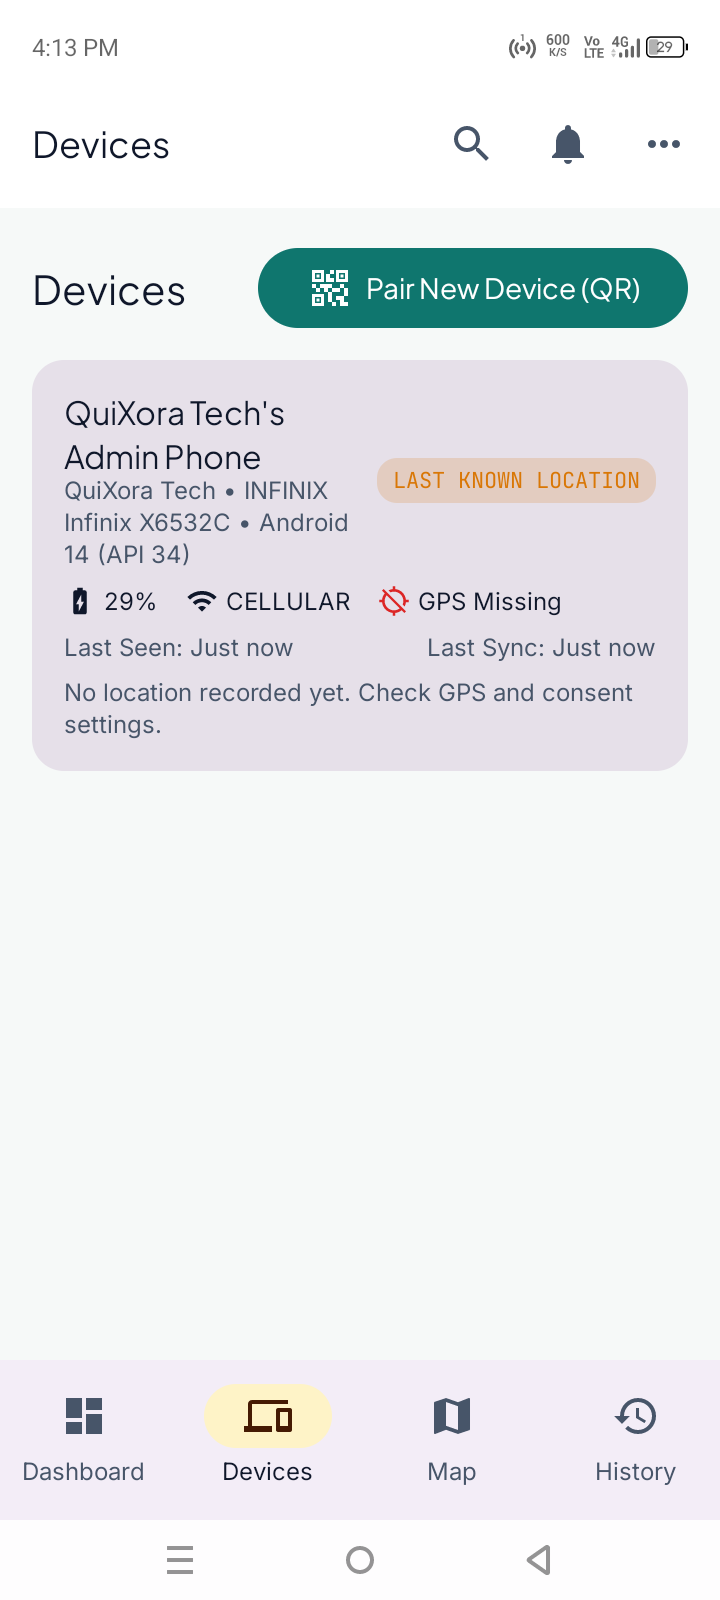 4:13 PM
1
600
K/S
Vo
LTE
4G
29
Devices
Devices
Pair New Device (QR)
QuiXora Tech's
Admin Phone
QuiXora Tech • INFINIX
Infinix X6532C • Android
14 (API 34)
LAST KNOWN LOCATION
29%
CELLULAR
GPS Missing
Last Seen: Just now
Last Sync: Just now
No location recorded yet. Check GPS and consent
settings.
Dashboard
Devices
Map
History